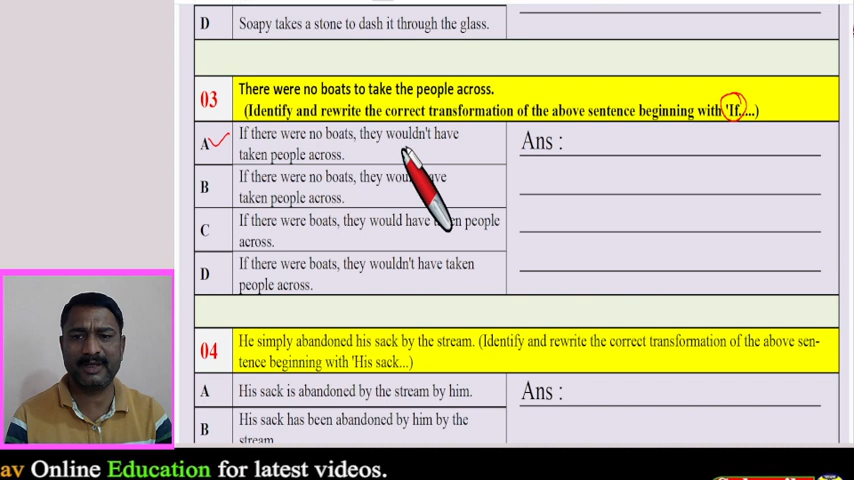 D Soapy takes a stone to dash it through the glass.
03 There were no boats to take the people across.
(Identify and rewrite the correct transformation of the above sentence beginning with 'If....)
A If there were no boats, they wouldn't have
taken people across.
Ans :
B If there were no boats, they
taken people across.
C If there were boats, they would have people
across.
D If there were boats, they wouldn't have taken
people across.
04 He simply abandoned his sack by the stream. (Identify and rewrite the correct transformation of the above sen-
tence beginning with 'His sack...)
A His sack is abandoned by the stream by him.
Ans :
B His sack has been abandoned by him by the
stream
av Online Education for latest videos.